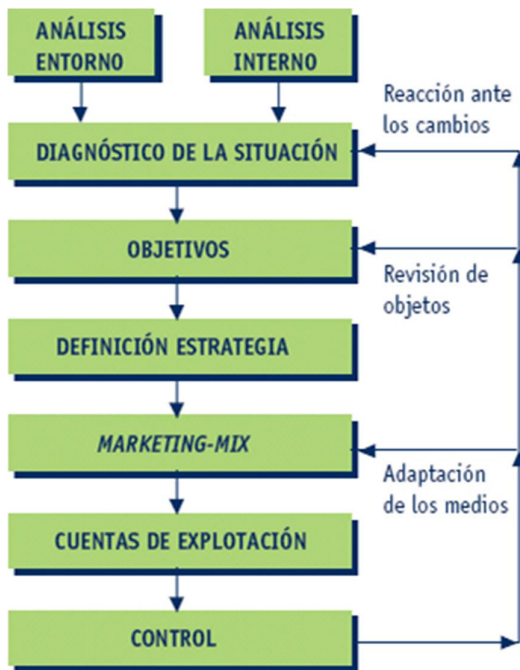 ANÁLISIS
ENTORNO
ANÁLISIS
INTERNO
Reacción ante
los cambios
DIAGNÓSTICO DE LA SITUACIÓN
OBJETIVOS
Revisión de
objetos
DEFINICIÓN ESTRATEGIA
MARKETING-MIX
Adaptación
de los medios
CUENTAS DE EXPLOTACIÓN
CONTROL